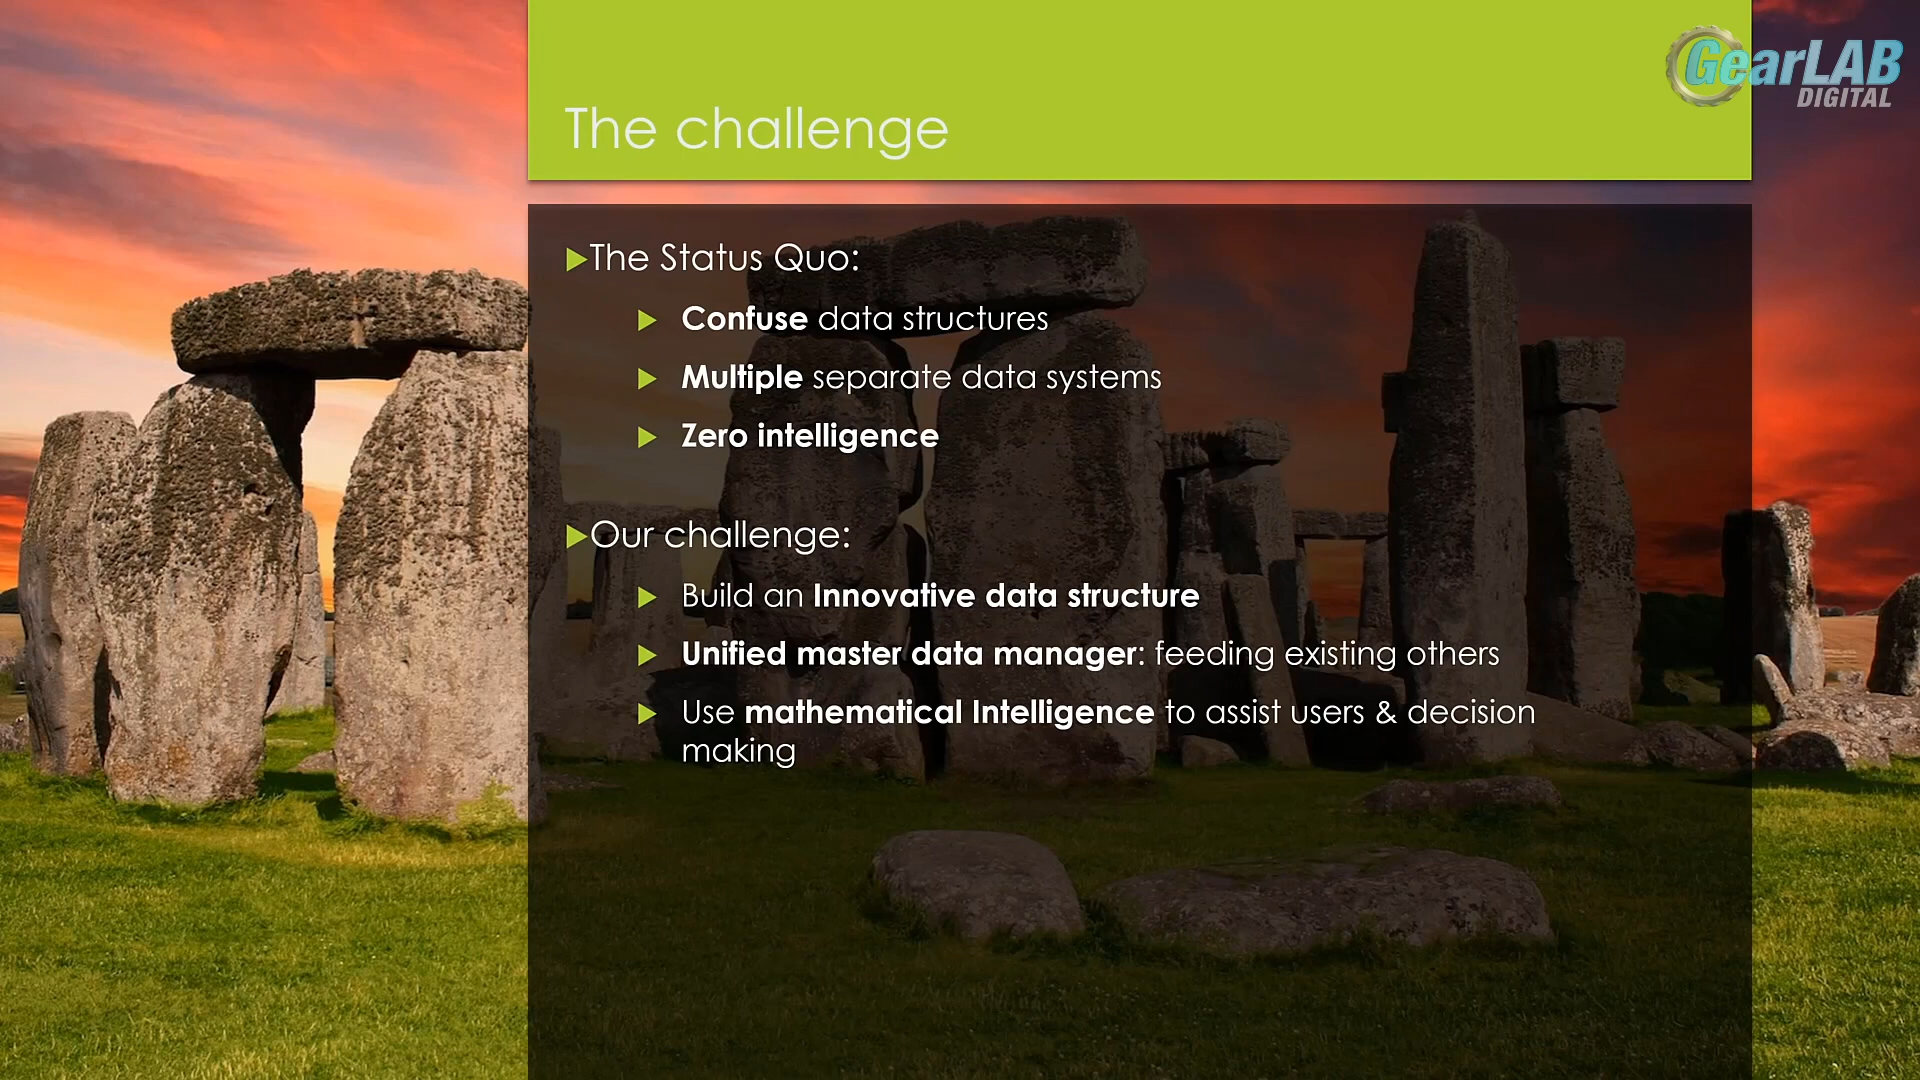 GearLAB
DIGITAL
The challenge
The Status Quo:
Confuse data structures
Multiple separate data systems
Zero intelligence
Our challenge:
Build an Innovative data structure
Unified master data manager: feeding existing others
Use mathematical Intelligence to assist users & decision
making